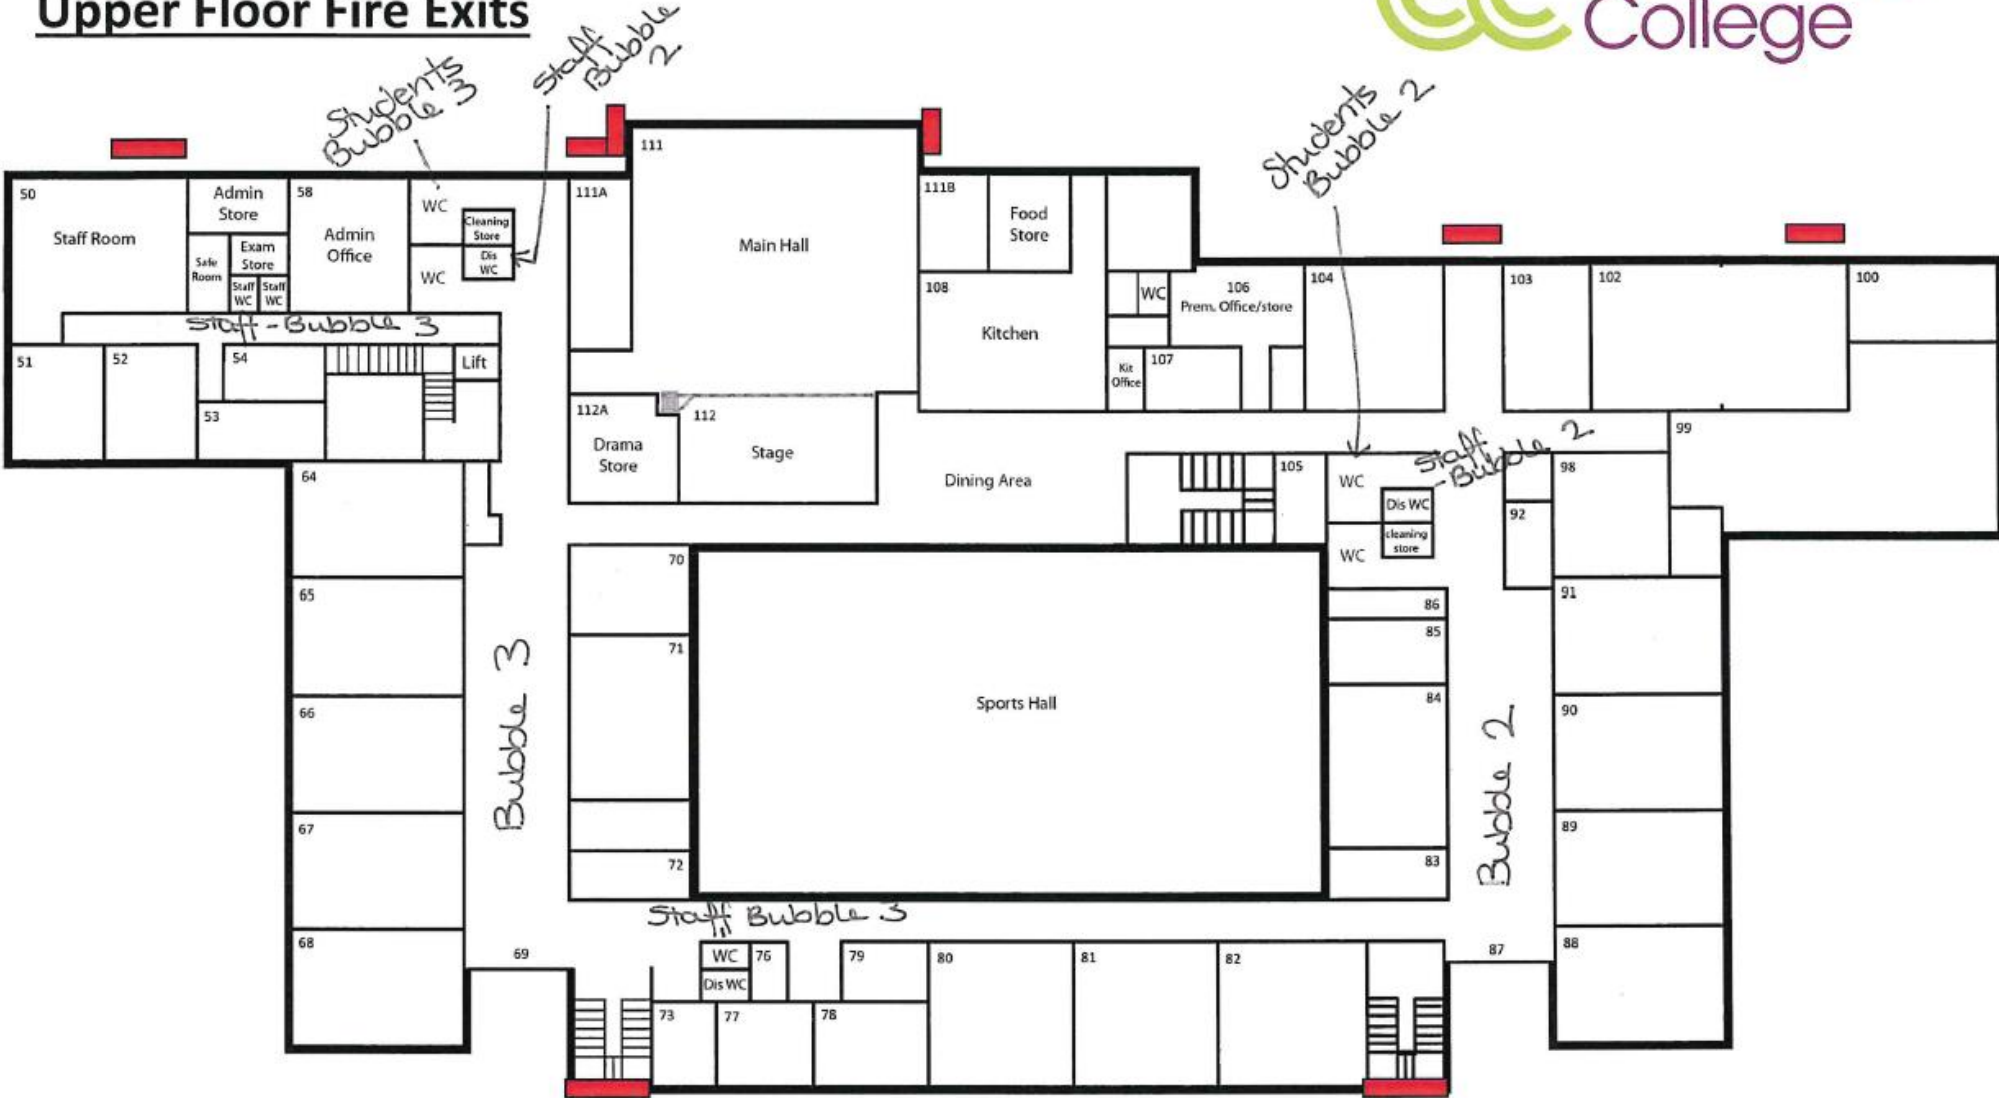 Upper Floor Fire Exits
College
Students
Bubble 3
Staff
Bubble
2
Students
Bubble 2
50
Staff Room
Admin
Store
Safe
Room
Exam
Store
Staff
WC
Staff
WC
58
Admin
Office
WC
Cleaning
Store
Dis
WC
WC
Staff - Bubble 3
51
52
53
54
Lift
111A
111
Main Hall
112A
Drama
Store
112
Stage
Dining Area
111B
Food
Store
108
Kitchen
WC
Kit
Office
107
106
Prem. Office/store
104
103
102
100
99
105
WC
Dis WC
cleaning
store
WC
Staff
- Bubble 2
98
92
64
65
66
67
68
69
Bubble 3
70
71
72
Sports Hall
86
85
84
83
Bubble 2
91
90
89
88
87
Staff Bubble 3
WC
Dis WC
76
79
73
77
78
80
81
82